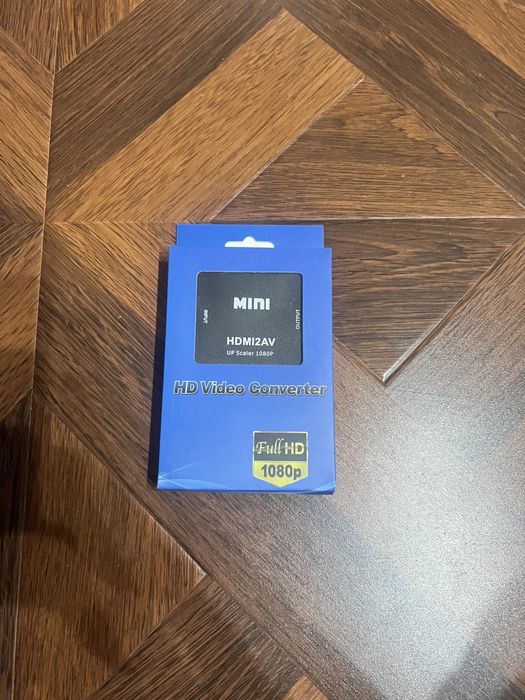 MINI
INPUT
OUTPUT
HDMI2AV
UP Scaler 1080P
HD Video Converter
Full HD
1080p